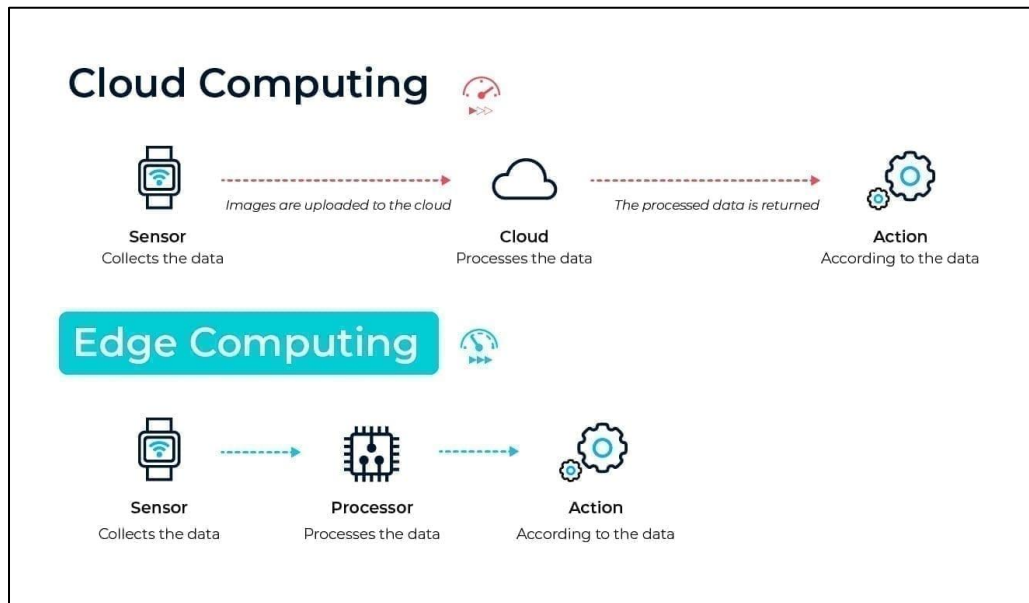 Cloud Computing
Images are uploaded to the cloud
The processed data is returned
Sensor
Collects the data
Cloud
Processes the data
Action
According to the data
Edge Computing
Sensor
Collects the data
Processor
Processes the data
Action
According to the data